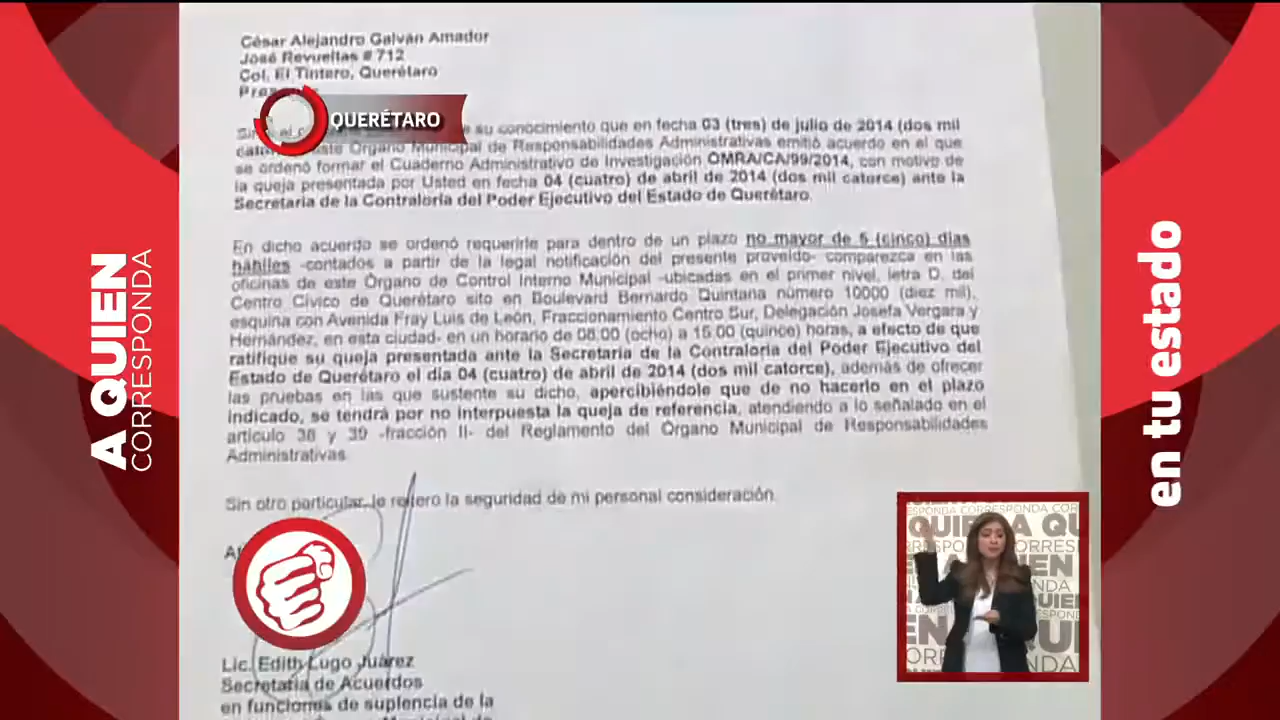 César Alejandro Galván Amador
José Revueltas # 712
Col. El Tintero, Querétaro
QUERÉTARO
su conocimiento que en fecha 03 (tres) de julio de 2014 (dos mil
Órgano Municipal de Responsabilidades Administrativas emitió acuerdo en el que
se ordenó formar el Cuaderno Administrativo de Investigación OMRA/CA/99/2014, con motivo de
la queja presentada por Usted en fecha 04 (cuatro) de abril de 2014 (dos mil catorce) ante la
Secretaria de la Contraloría del Poder Ejecutivo del Estado de Querétaro.
En dicho acuerdo se ordenó requerirle para dentro de un plazo no mayor de 5 (cinco) días
hábiles -contados a partir de la legal notificación del presente proveído- comparezca en las
oficinas de este Órgano de Control Interno Municipal -ubicadas en el primer nivel, letra D, del
Centro Cívico de Querétaro sito en Boulevard Bernardo Quintana número 10000 (diez mil),
esquina con Avenida Fray Luis de León, Fraccionamiento Centro Sur, Delegación Josefa Vergara y
Hernández, en esta ciudad- en un horario de 08:00 (ocho) a 15:00 (quince) horas, a efecto de que
ratifique su queja presentada ante la Secretaria de la Contraloría del Poder Ejecutivo del
Estado de Querétaro el día 04 (cuatro) de abril de 2014 (dos mil catorce), además de ofrecer
las pruebas en las que sustente su dicho, apercibiéndole que de no hacerlo en el plazo
indicado, se tendrá por no interpuesta la queja de referencia, atendiendo a lo señalado en el
artículo 38 y 39 -fracción II- del Reglamento del Órgano Municipal de Responsabilidades
Administrativas
Sin otro particular, le reitero la seguridad de mi personal consideración.
Lic. Edith Lugo Juárez
Secretaria de Acuerdos
en funciones de suplencia de la
A QUIEN
CORRESPONDA
en tu estado